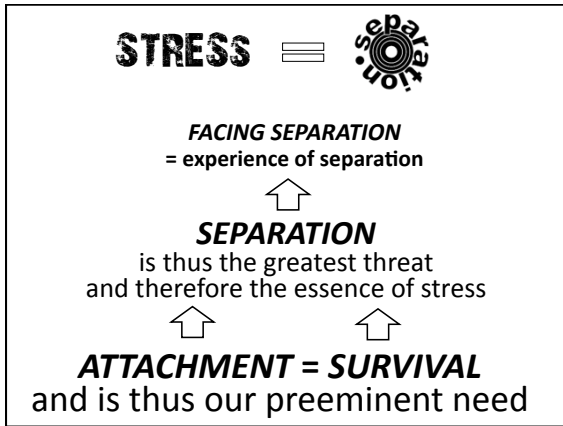 STRESS = separation
FACING SEPARATION
= experience of separation
SEPARATION
is thus the greatest threat
and therefore the essence of stress
ATTACHMENT = SURVIVAL
and is thus our preeminent need